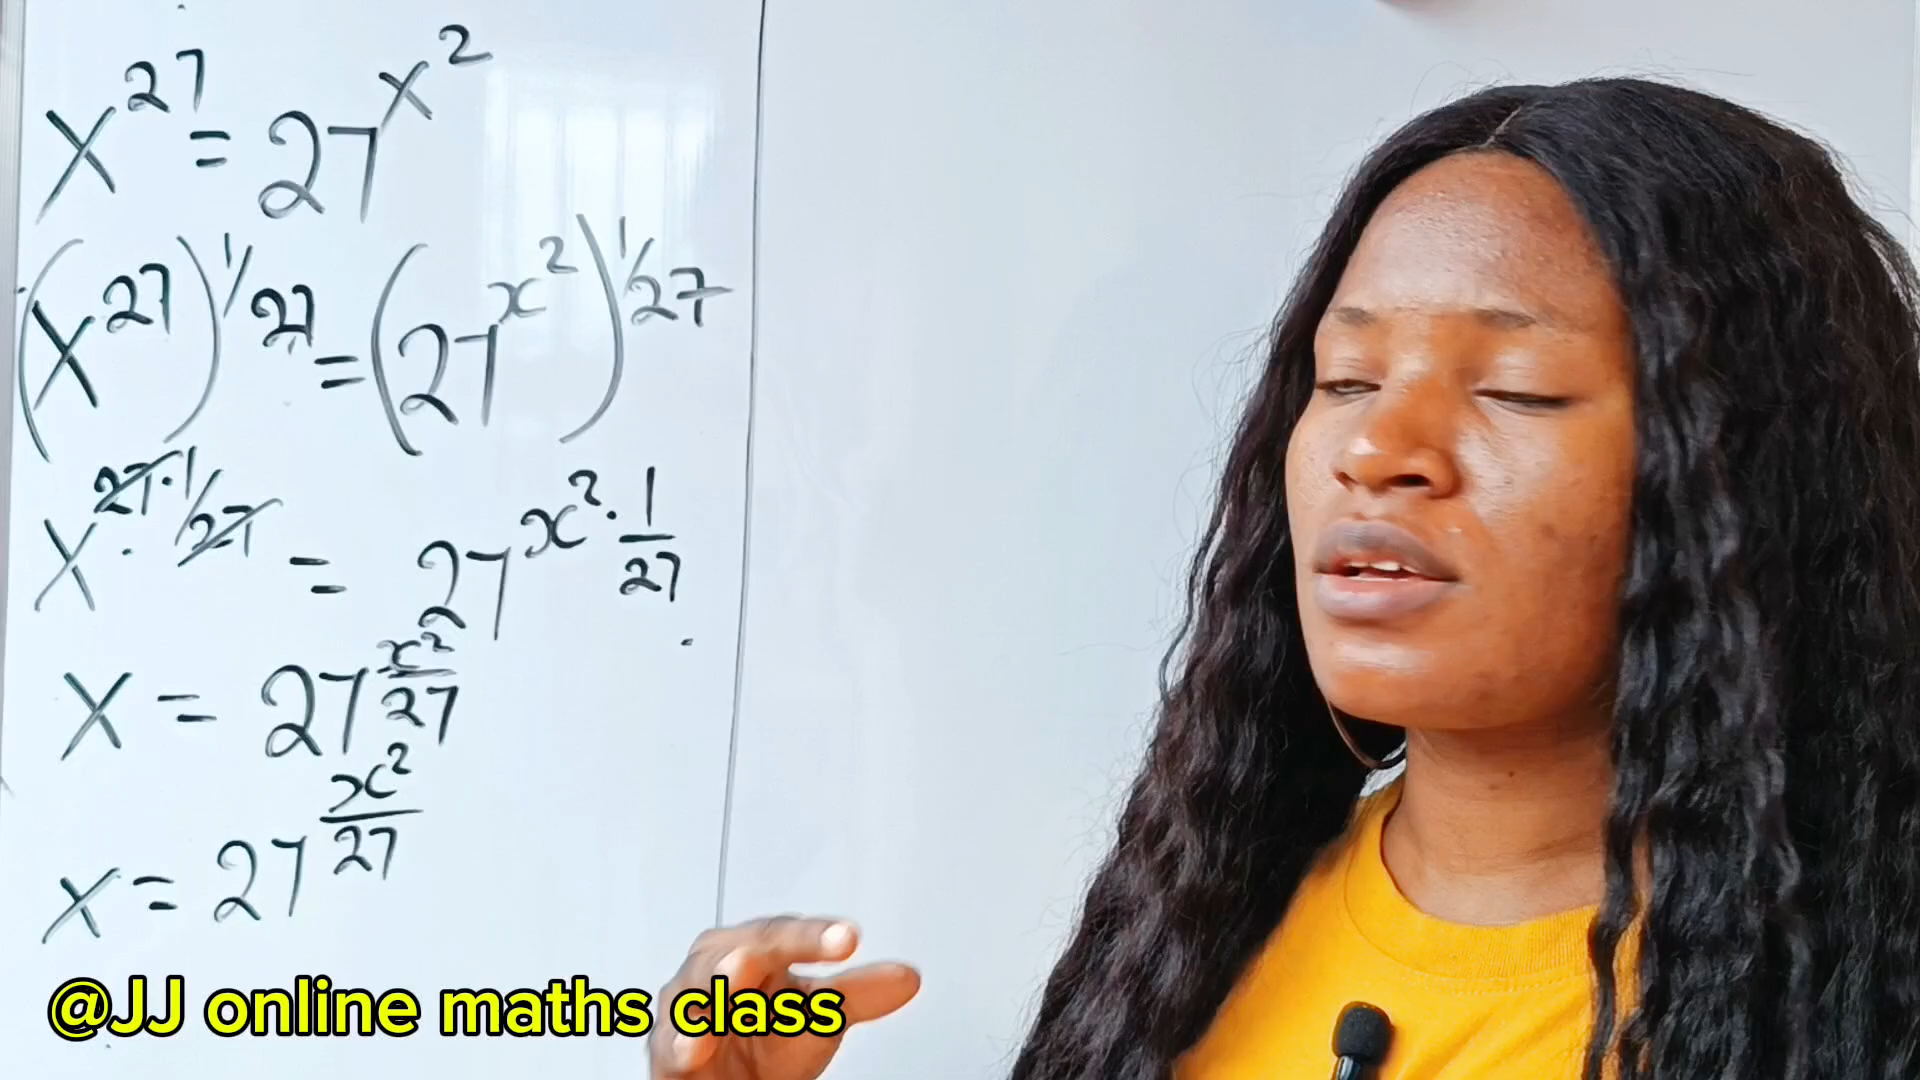 x^27 = 27^x^2
(x^27)^1/27 = (27^x^2)^1/27
x^27·1/27 = 27^x^2·1/27
x = 27^x^2/27
x = 27^x^2/27
@JJ online maths class